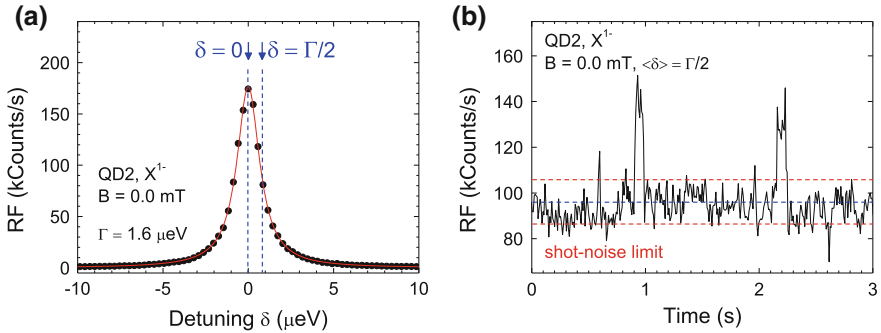 (a)
δ = 0
δ = Γ/2
200
150
100
50
0
RF (kCounts/s)
QD2, X¹⁻
B = 0.0 mT
Γ = 1.6 μeV
-10
-5
0
5
10
Detuning δ (μeV)
(b)
160
140
120
100
80
RF (kCounts/s)
QD2, X¹⁻
B = 0.0 mT, <δ> = Γ/2
shot-noise limit
0
1
2
3
Time (s)